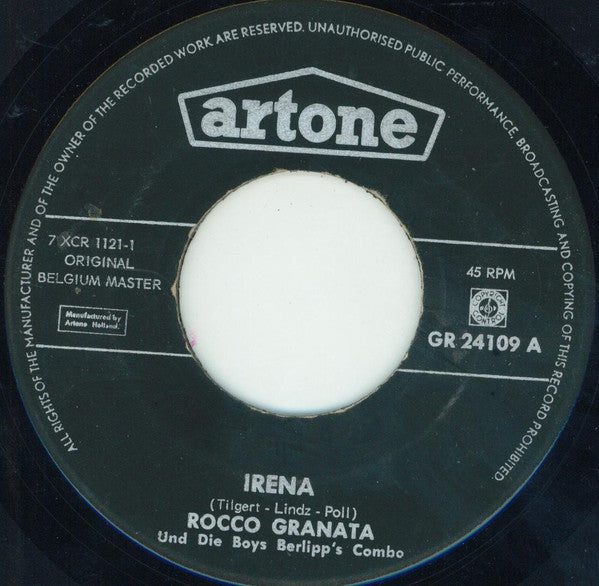 ALL RIGHTS OF THE MANUFACTURER AND OF THE OWNER OF THE RECORDED WORK ARE RESERVED. UNAUTHORISED PUBLIC PERFORMANCE, BROADCASTING AND COPYING OF THIS RECORD PROHIBITED.
artone
7 XCR 1121-1
ORIGINAL
BELGIUM MASTER
Manufactured by
Artone Holland
45 RPM
COPYRIGHT
CONTROL
GR 24109 A
IRENA
(Tilgert - Lindz - Poll)
ROCCO GRANATA
Und Die Boys Berlipp's Combo